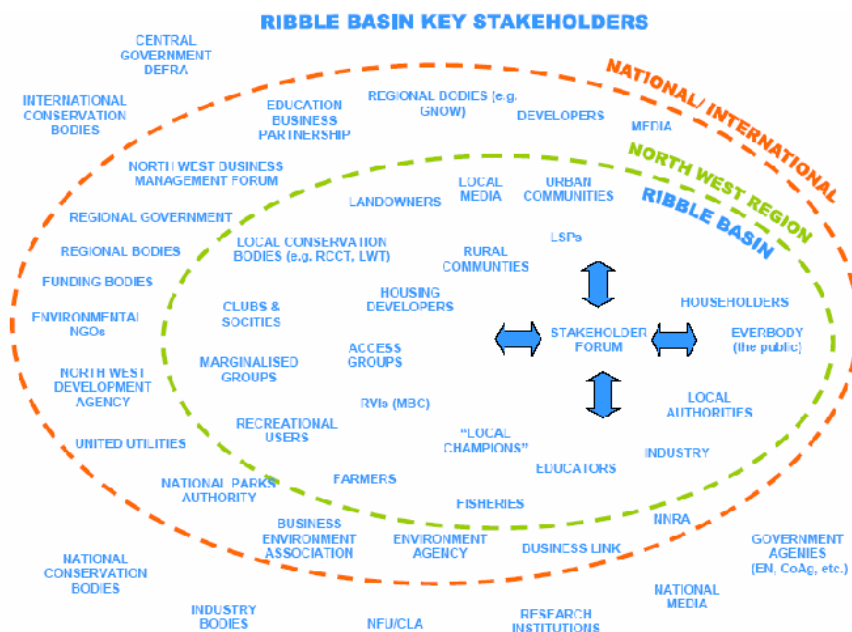 RIBBLE BASIN KEY STAKEHOLDERS
CENTRAL
GOVERNMENT
DEFRA
NATIONAL/ INTERNATIONAL
INTERNATIONAL
CONSERVATION
BODIES
EDUCATION
BUSINESS
PARTNERSHIP
REGIONAL BODIES (e.g.
GNOW)
DEVELOPERS
MEDIA
NORTH WEST REGION
NORTH WEST BUSINESS
MANAGEMENT FORUM
LANDOWNERS
LOCAL
MEDIA
URBAN
COMMUNITIES
RIBBLE BASIN
REGIONAL GOVERNMENT
REGIONAL BODIES
LOCAL CONSERVATION
BODIES (e.g. RCCT, LWT)
RURAL
COMMUNITIES
LSPs
FUNDING BODIES
ENVIRONMENTAL
NGOs
CLUBS &
SOCITIES
HOUSING
DEVELOPERS
HOUSEHOLDERS
STAKEHOLDER
FORUM
EVERBODY
(the public)
NORTH WEST
DEVELOPMENT
AGENCY
MARGINALISED
GROUPS
ACCESS
GROUPS
RVIs (MBC)
LOCAL
AUTHORITIES
UNITED UTILITIES
RECREATIONAL
USERS
"LOCAL
CHAMPIONS"
EDUCATORS
INDUSTRY
NATIONAL PARKS
AUTHORITY
FARMERS
FISHERIES
NNRA
BUSINESS
ENVIRONMENT
ASSOCIATION
ENVIRONMENT
AGENCY
BUSINESS LINK
GOVERNMENT
AGENIES
(EN, CoAg, etc.)
NATIONAL
CONSERVATION
BODIES
NATIONAL
MEDIA
INDUSTRY
BODIES
NFU/CLA
RESEARCH
INSTITUTIONS